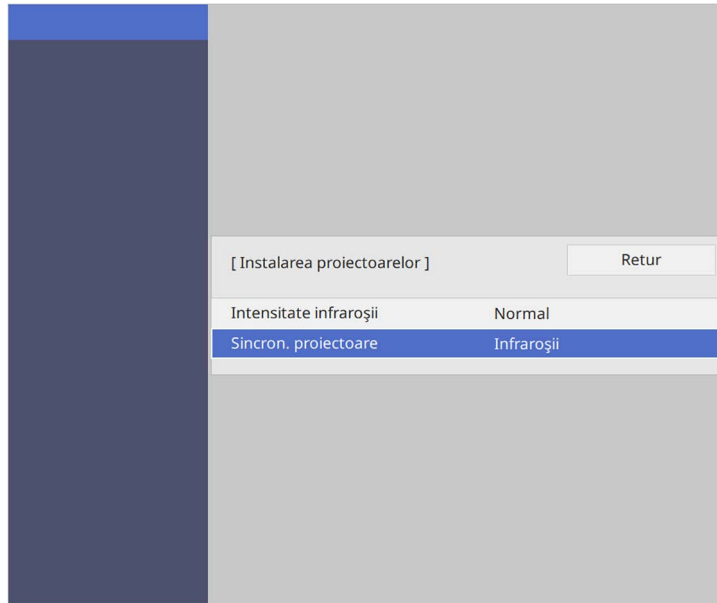 [ Instalarea proiectoarelor ]
Retur
Intensitate infraroşii Normal
Sincron. proiectoare Infraroşii